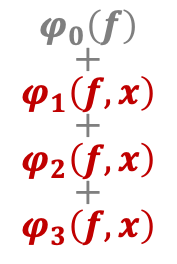 φ₀(f)
+
φ₁(f, x)
+
φ₂(f, x)
+
φ₃(f, x)